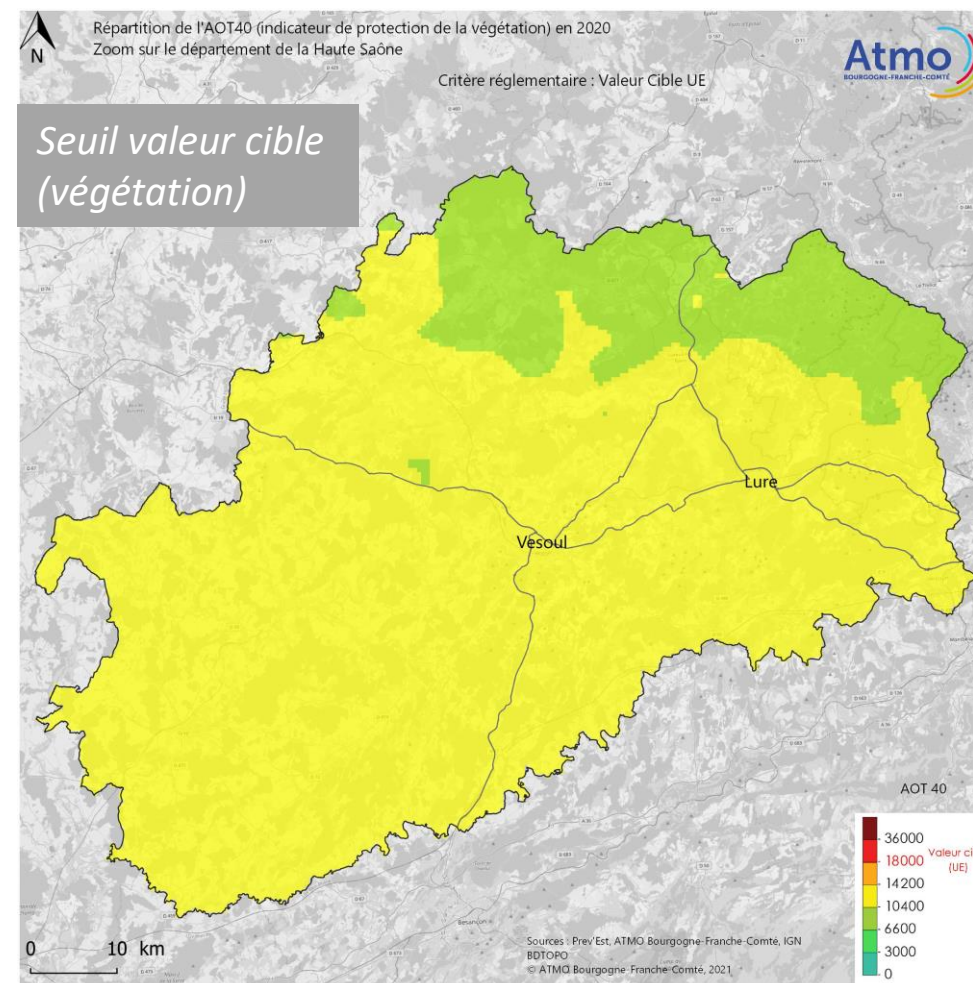 Répartition de l'AOT40 (indicateur de protection de la végétation) en 2020
Zoom sur le département de la Haute Saône
N
Critère réglementaire : Valeur Cible UE
Atmo
BOURGOGNE-FRANCHE-COMTÉ
Seuil valeur cible
(végétation)
Lure
Vesoul
Besançon
AOT 40
36000
18000 Valeur ci
(UE)
14200
10400
6600
3000
0
0 10 km
Sources : Prev'Est, ATMO Bourgogne-Franche-Comté, IGN
BDTOPO
© ATMO Bourgogne-Franche-Comté, 2021